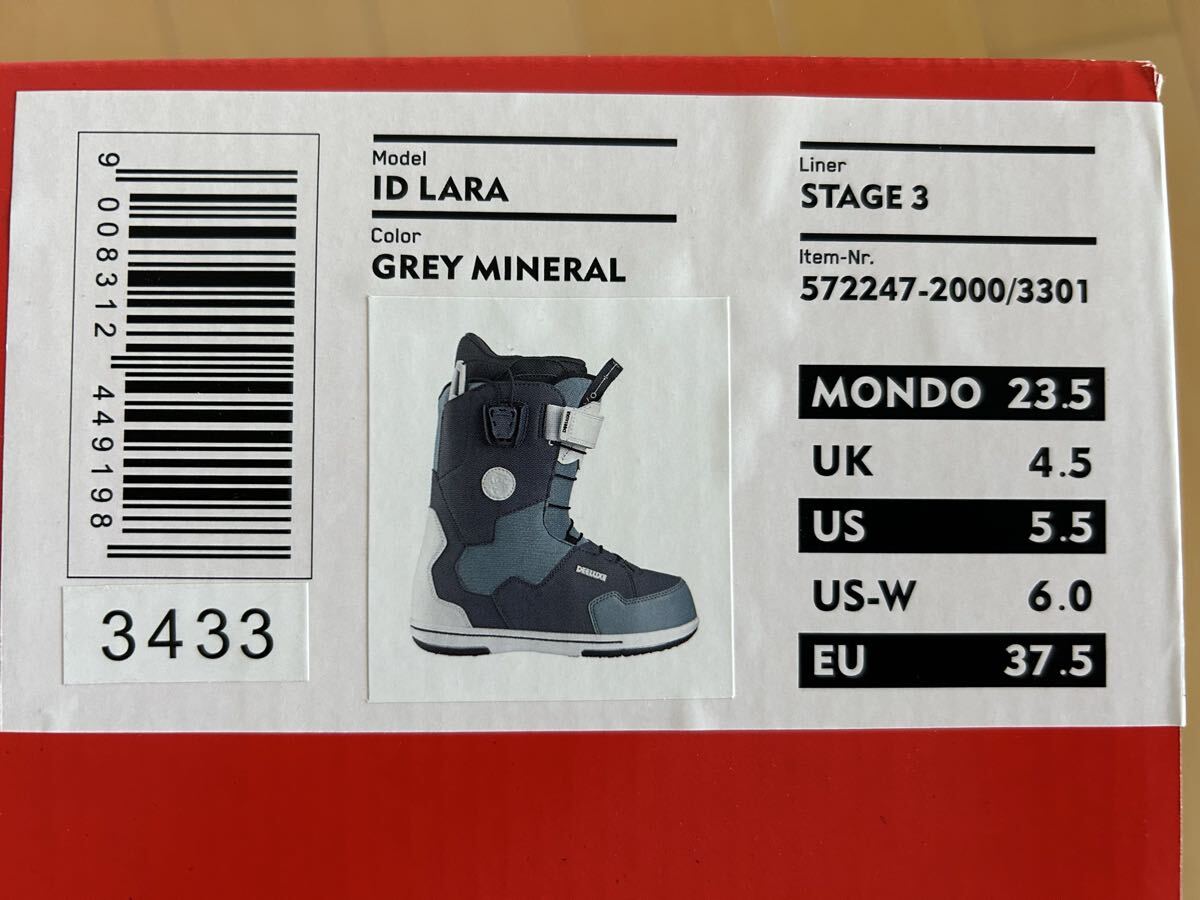 9 008312 449198
3433
Model
ID LARA
Color
GREY MINERAL
DEELUXE
Liner
STAGE 3
Item-Nr.
572247-2000/3301
MONDO 23.5
UK 4.5
US 5.5
US-W 6.0
EU 37.5